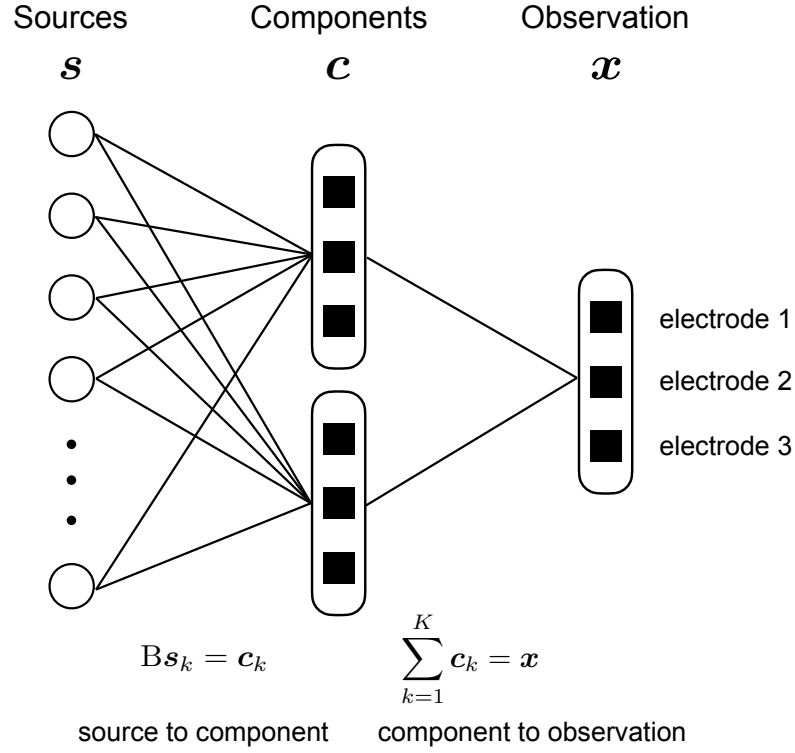 Sources Components Observation
s c x
electrode 1
electrode 2
electrode 3
Bs_k = c_k
\sum_{k=1}^{K} c_k = x
source to component component to observation